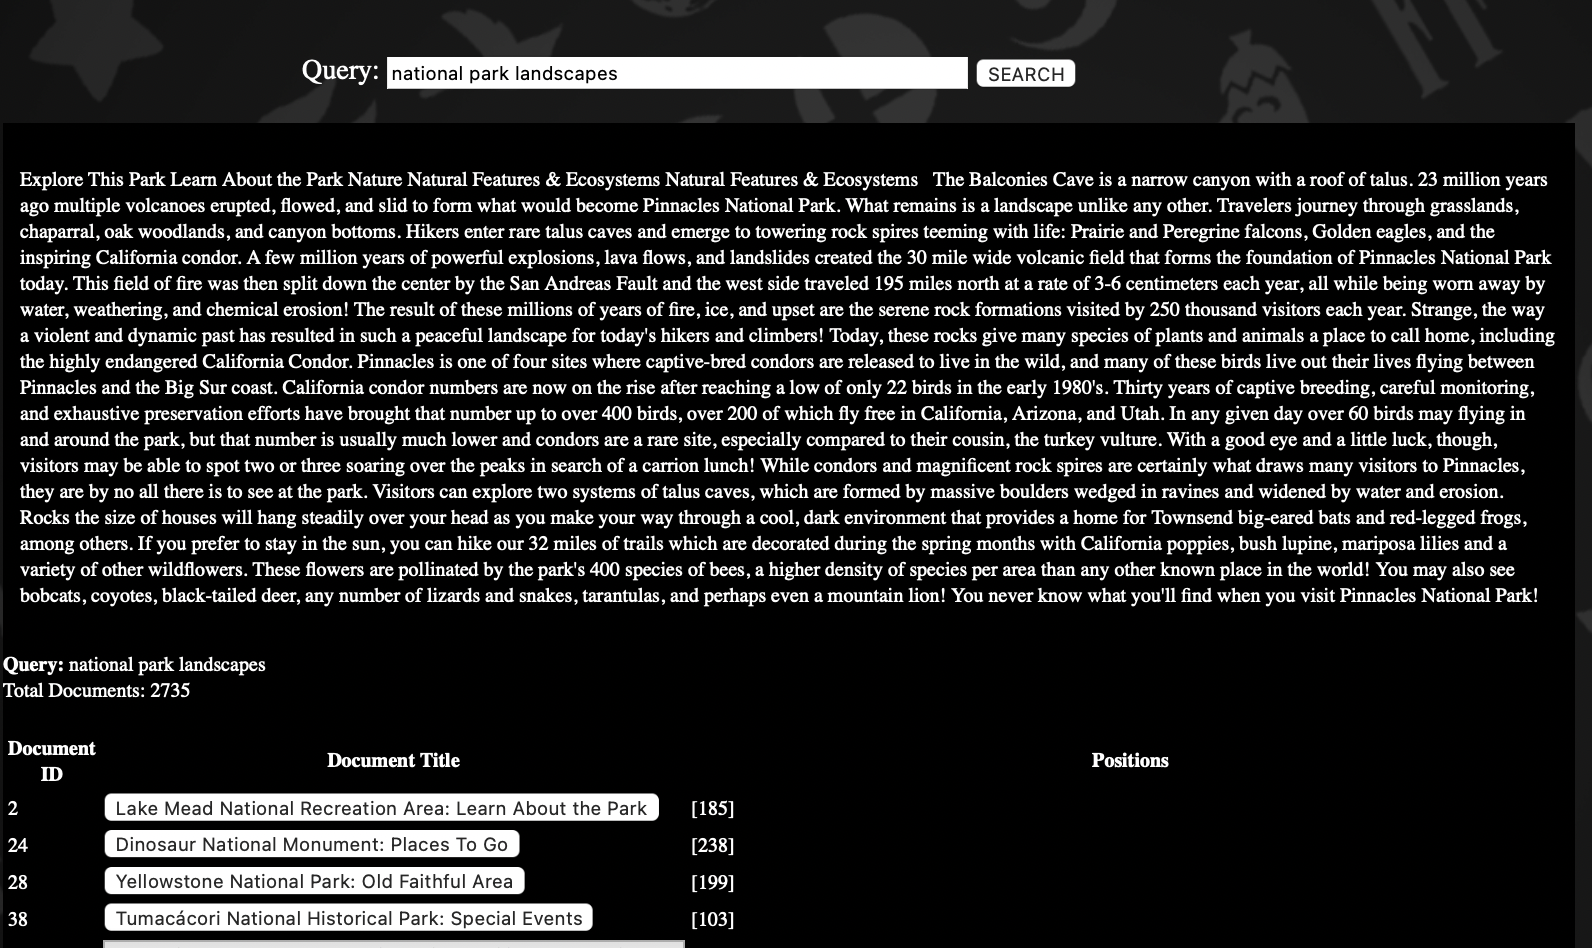 Query: national park landscapes SEARCH
Explore This Park Learn About the Park Nature Natural Features & Ecosystems Natural Features & Ecosystems   The Balconies Cave is a narrow canyon with a roof of talus. 23 million years
ago multiple volcanoes erupted, flowed, and slid to form what would become Pinnacles National Park. What remains is a landscape unlike any other. Travelers journey through grasslands,
chaparral, oak woodlands, and canyon bottoms. Hikers enter rare talus caves and emerge to towering rock spires teeming with life: Prairie and Peregrine falcons, Golden eagles, and the
inspiring California condor. A few million years of powerful explosions, lava flows, and landslides created the 30 mile wide volcanic field that forms the foundation of Pinnacles National Park
today. This field of fire was then split down the center by the San Andreas Fault and the west side traveled 195 miles north at a rate of 3-6 centimeters each year, all while being worn away by
water, weathering, and chemical erosion! The result of these millions of years of fire, ice, and upset are the serene rock formations visited by 250 thousand visitors each year. Strange, the way
a violent and dynamic past has resulted in such a peaceful landscape for today's hikers and climbers! Today, these rocks give many species of plants and animals a place to call home, including
the highly endangered California Condor. Pinnacles is one of four sites where captive-bred condors are released to live in the wild, and many of these birds live out their lives flying between
Pinnacles and the Big Sur coast. California condor numbers are now on the rise after reaching a low of only 22 birds in the early 1980's. Thirty years of captive breeding, careful monitoring,
and exhaustive preservation efforts have brought that number up to over 400 birds, over 200 of which fly free in California, Arizona, and Utah. In any given day over 60 birds may flying in
and around the park, but that number is usually much lower and condors are a rare site, especially compared to their cousin, the turkey vulture. With a good eye and a little luck, though,
visitors may be able to spot two or three soaring over the peaks in search of a carrion lunch! While condors and magnificent rock spires are certainly what draws many visitors to Pinnacles,
they are by no all there is to see at the park. Visitors can explore two systems of talus caves, which are formed by massive boulders wedged in ravines and widened by water and erosion.
Rocks the size of houses will hang steadily over your head as you make your way through a cool, dark environment that provides a home for Townsend big-eared bats and red-legged frogs,
among others. If you prefer to stay in the sun, you can hike our 32 miles of trails which are decorated during the spring months with California poppies, bush lupine, mariposa lilies and a
variety of other wildflowers. These flowers are pollinated by the park's 400 species of bees, a higher density of species per area than any other known place in the world! You may also see
bobcats, coyotes, black-tailed deer, any number of lizards and snakes, tarantulas, and perhaps even a mountain lion! You never know what you'll find when you visit Pinnacles National Park!
Query: national park landscapes
Total Documents: 2735
Document ID Document Title Positions
2 Lake Mead National Recreation Area: Learn About the Park [185]
24 Dinosaur National Monument: Places To Go [238]
28 Yellowstone National Park: Old Faithful Area [199]
38 Tumacácori National Historical Park: Special Events [103]